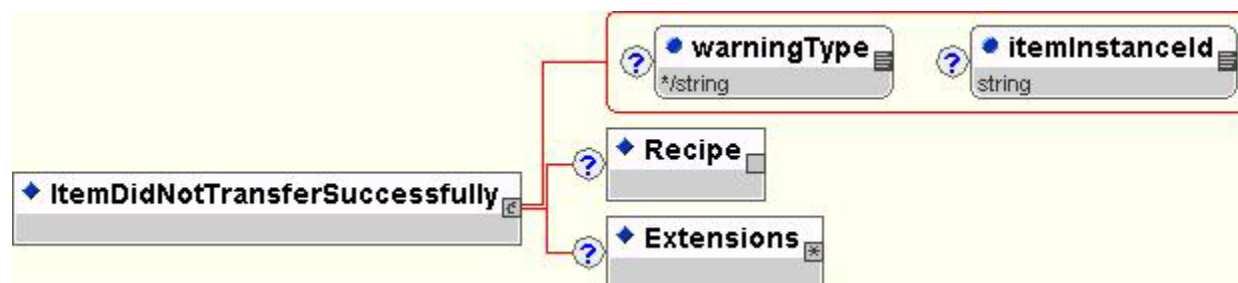 ? warningType ? itemInstanceId
*/string string
? Recipe
ItemDidNotTransferSuccessfully
? Extensions